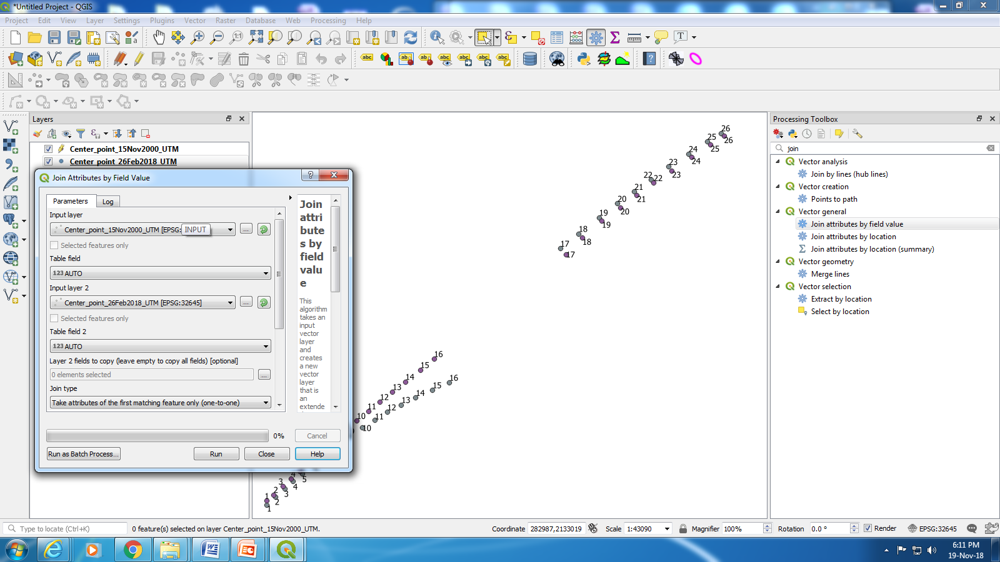 *Untitled Project - QGIS
Project Edit View Layer Settings Plugins Vector Raster Database Web Processing Help
Layers
Center_point_15Nov2000_UTM
Center_point_26Feb2018_UTM
Join Attributes by Field Value
Parameters Log
Input layer
Center_point_15Nov2000_UTM [EPSG:
INPUT
...
Selected features only
Table field
123 AUTO
Input layer 2
Center_point_26Feb2018_UTM [EPSG:32645]
...
Selected features only
Table field 2
123 AUTO
Layer 2 fields to copy (leave empty to copy all fields) [optional]
0 elements selected
...
Join type
Take attributes of the first matching feature only (one-to-one)
Join
attri
bute
s by
field
valu
e
This
algorithm
takes an
input
vector
layer
and
creates
a new
vector
layer
that is
an
extende
0%
Cancel
Run as Batch Process...
Run
Close
Help
26
26
25
25
24
24
23
23
22
22
21
21
20
20
19
19
18
18
17
17
16
15
16
14
15
13
14
12
13
11
12
10
11
10
4
5
3
4
2
3
1
2
1
Processing Toolbox
join
Vector analysis
Join by lines (hub lines)
Vector creation
Points to path
Vector general
Join attributes by field value
Join attributes by location
Join attributes by location (summary)
Vector geometry
Merge lines
Vector selection
Extract by location
Select by location
Type to locate (Ctrl+K)
0 feature(s) selected on layer Center_point_15Nov2000_UTM.
Coordinate 282987,2133019
Scale 1:43090
Magnifier 100%
Rotation 0.0 °
Render
EPSG:32645
6:11 PM
19-Nov-18